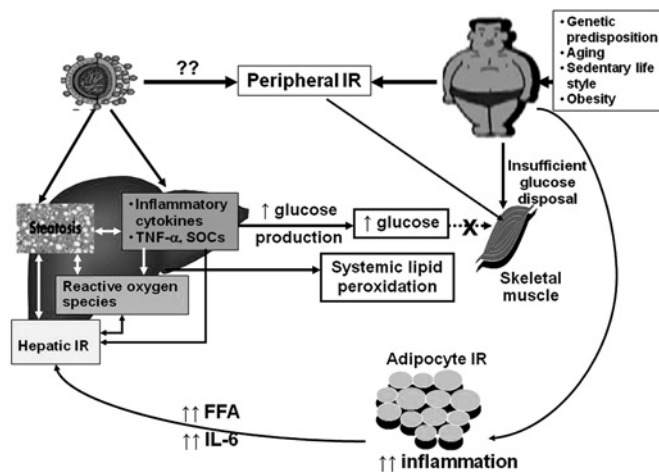 ??
Peripheral IR
• Genetic
predisposition
• Aging
• Sedentary life
style
• Obesity
Insufficient
glucose
disposal
Steatosis
• Inflammatory
cytokines
• TNF-α, SOCs
↑ glucose
production
↑ glucose
X
Skeletal
muscle
Reactive oxygen
species
Systemic lipid
peroxidation
Hepatic IR
Adipocyte IR
↑↑ FFA
↑↑ IL-6
↑↑ inflammation